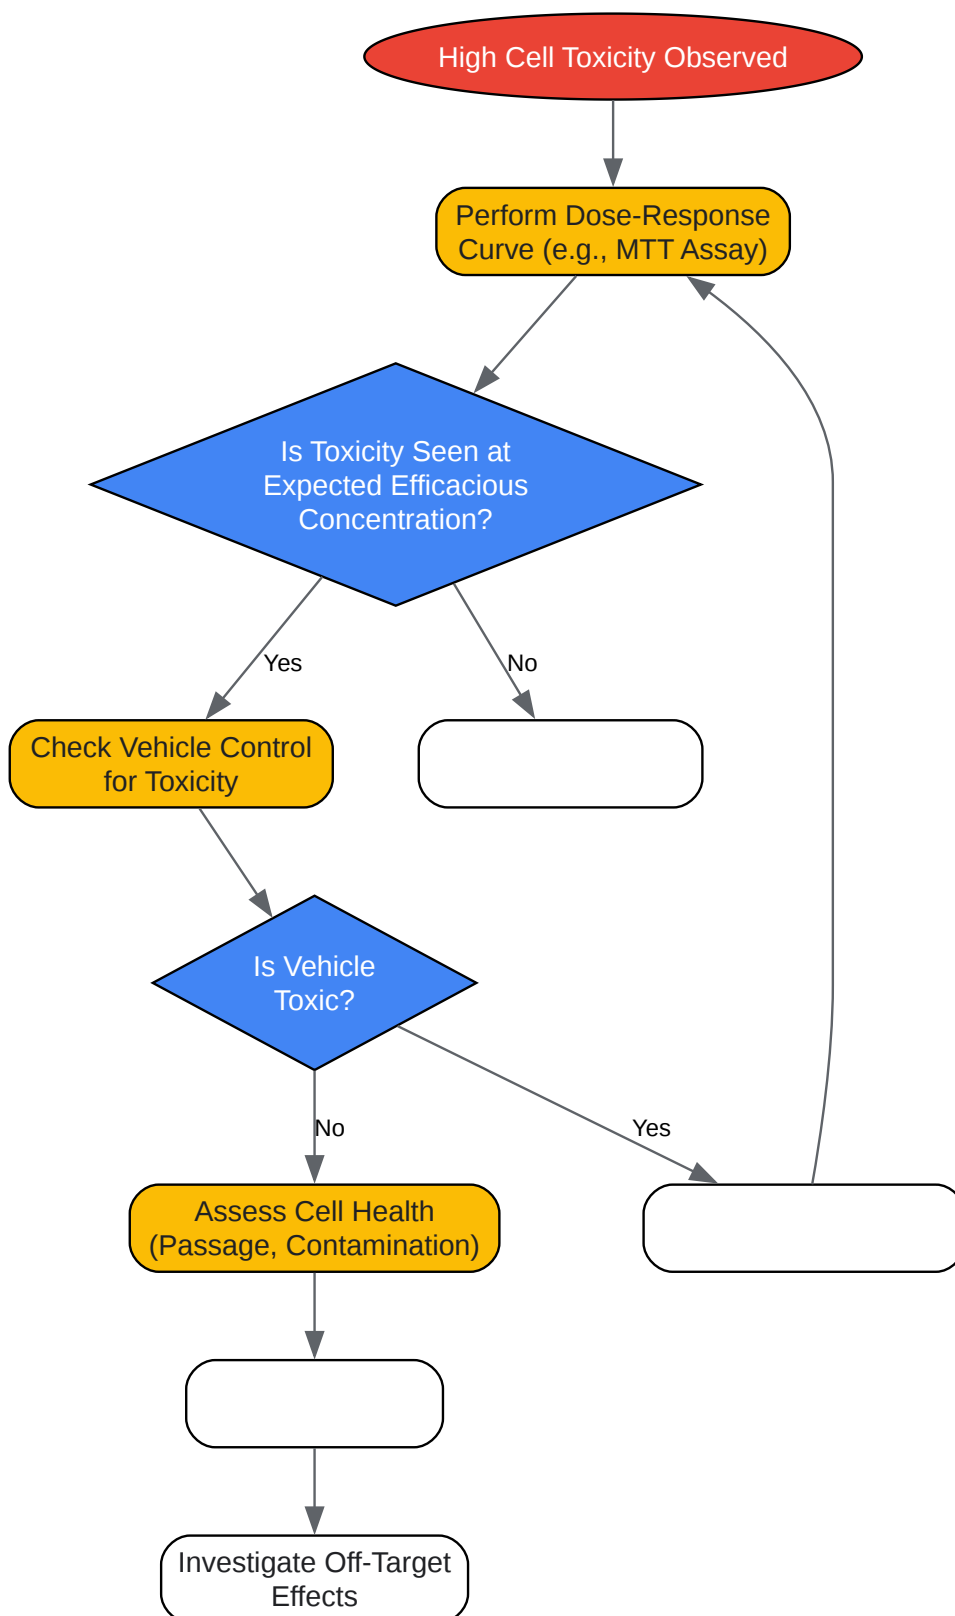 High Cell Toxicity Observed
Perform Dose-Response
Curve (e.g., MTT Assay)
Is Toxicity Seen at
Expected Efficacious
Concentration?
Yes
No
Check Vehicle Control
for Toxicity
Is Vehicle
Toxic?
No
Yes
Assess Cell Health
(Passage, Contamination)
Investigate Off-Target
Effects